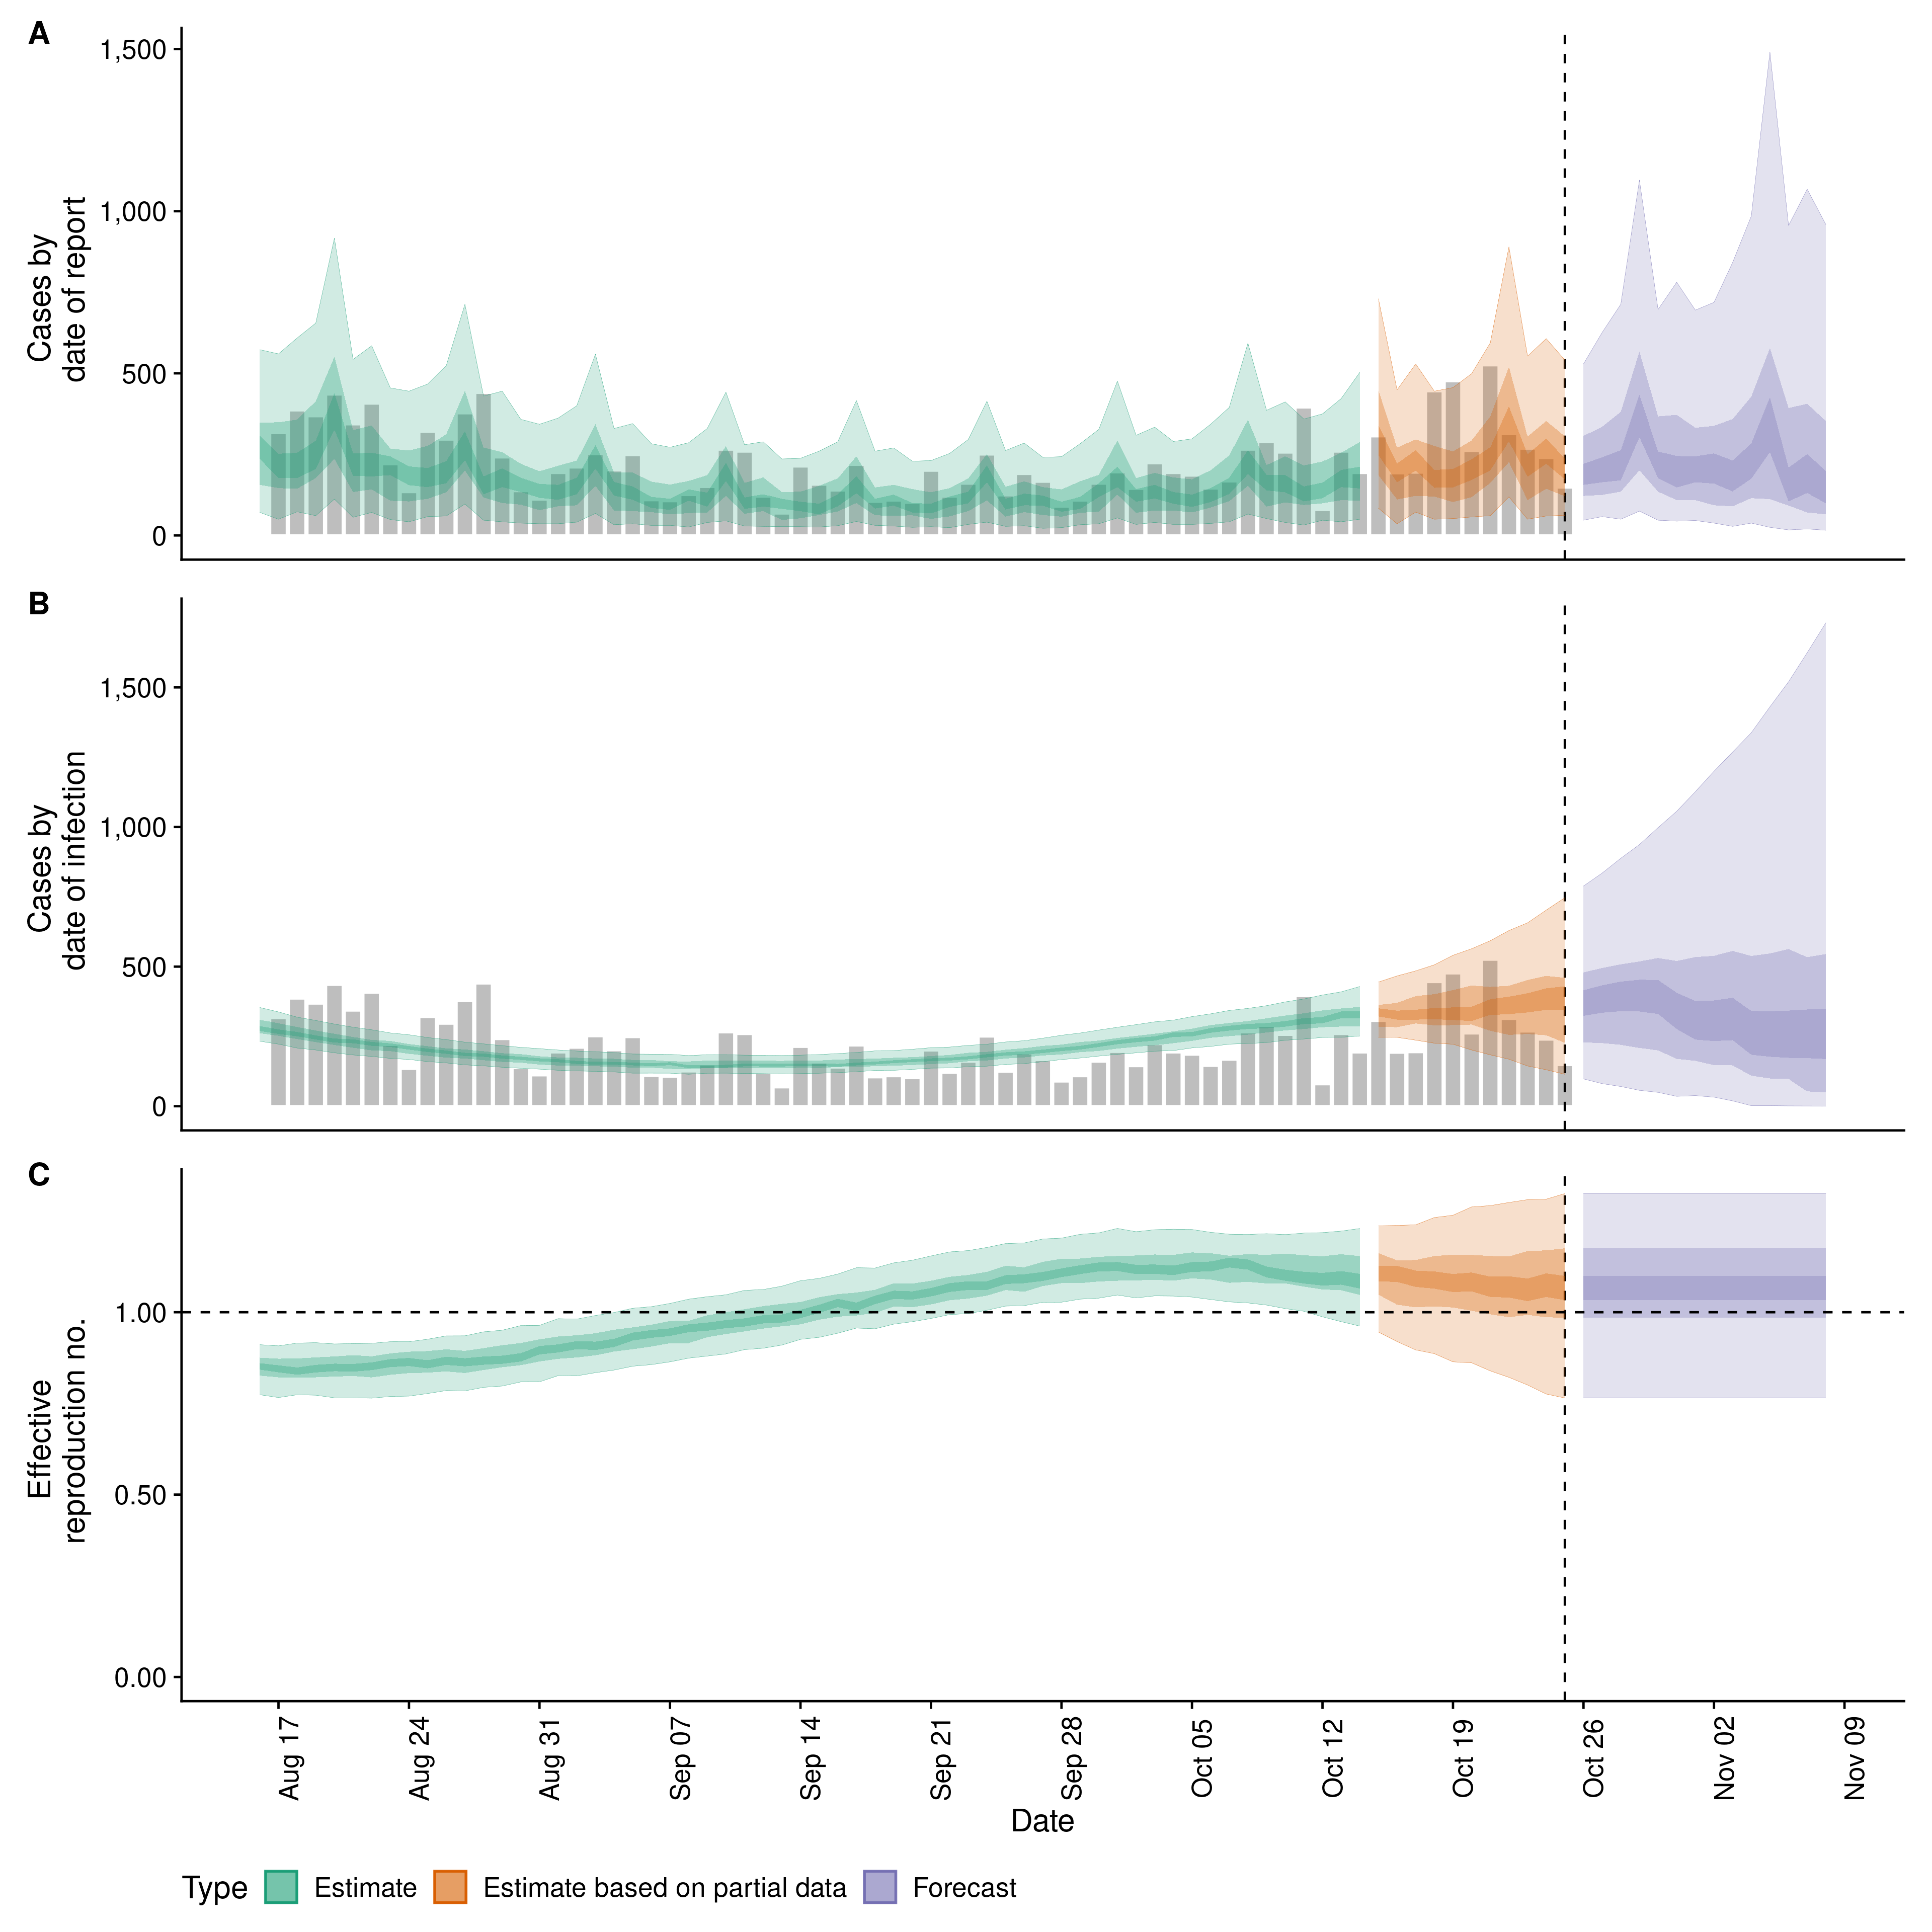 A
Cases by
date of report
1,500
1,000
500
0
B
Cases by
date of infection
1,500
1,000
500
0
C
Effective
reproduction no.
1.00
0.50
0.00
Aug 17
Aug 24
Aug 31
Sep 07
Sep 14
Sep 21
Sep 28
Oct 05
Oct 12
Oct 19
Oct 26
Nov 02
Nov 09
Date
Type Estimate Estimate based on partial data Forecast